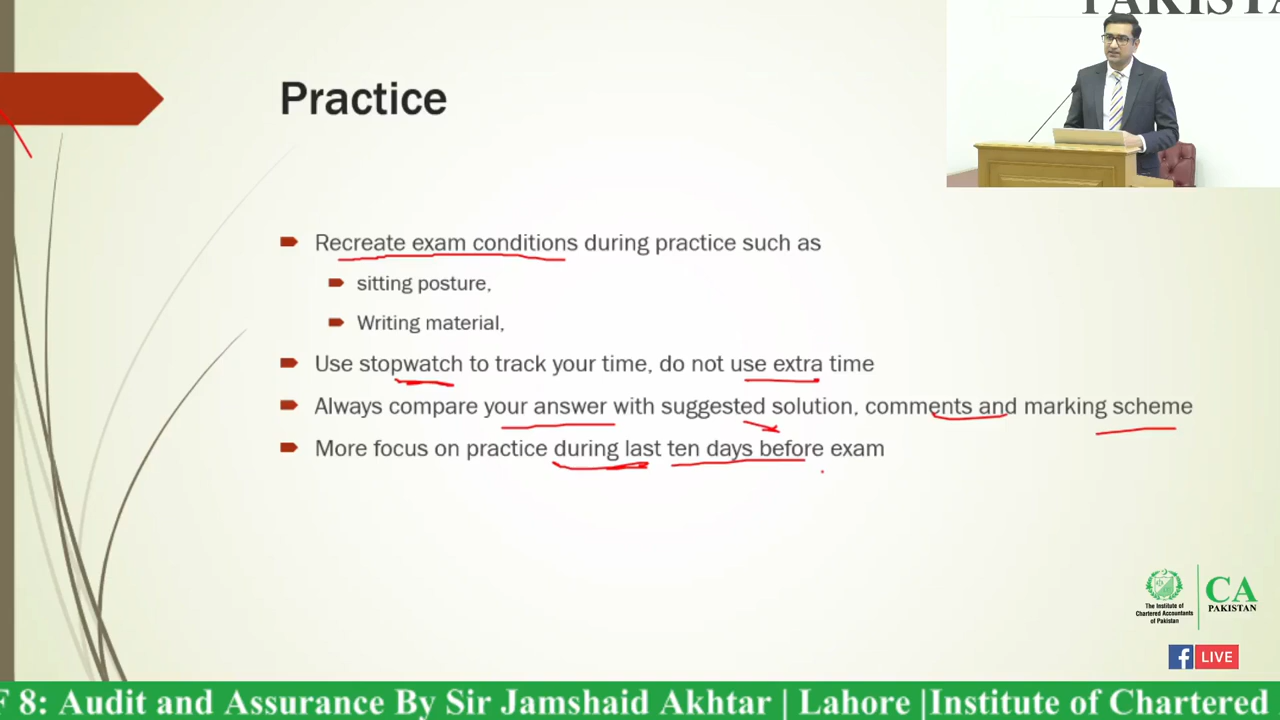 PAKISTAN
Practice
Recreate exam conditions during practice such as
sitting posture,
Writing material,
Use stopwatch to track your time, do not use extra time
Always compare your answer with suggested solution, comments and marking scheme
More focus on practice during last ten days before exam
The Institute of
Chartered Accountants
of Pakistan
CA
PAKISTAN
f LIVE
F 8: Audit and Assurance By Sir Jamshaid Akhtar | Lahore |Institute of Chartered